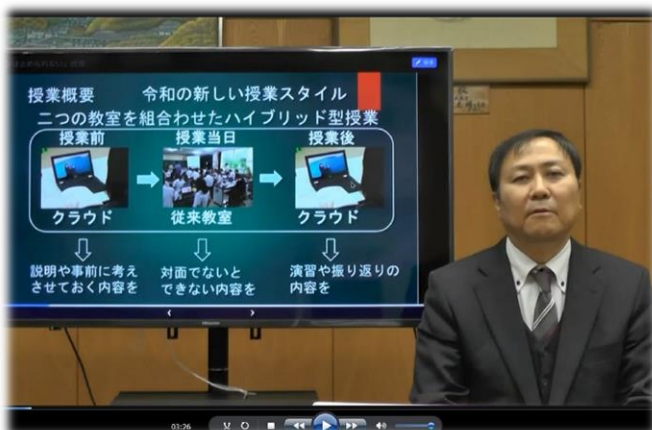 授業概要　令和の新しい授業スタイル
二つの教室を組合わせたハイブリッド型授業
授業前　授業当日　授業後
クラウド　従来教室　クラウド
説明や事前に考え　対面でないと　演習や振り返りの
させておく内容を　できない内容を　内容を
Hisense
03:26